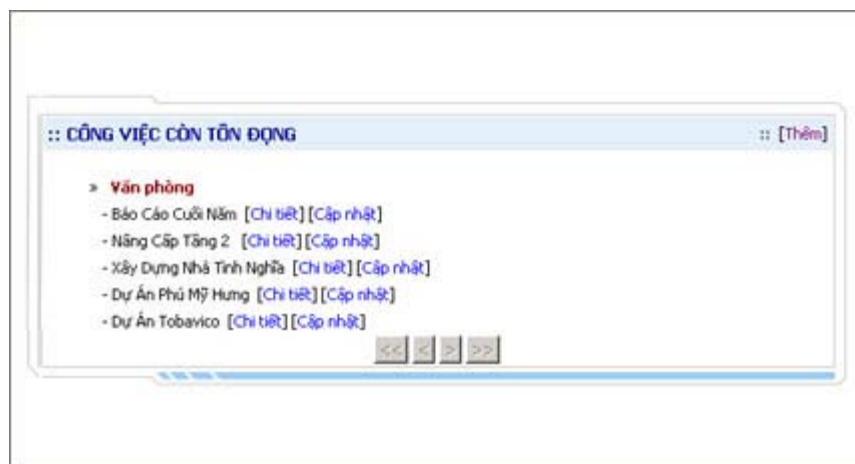 :: CÔNG VIỆC CÒN TỒN ĐỌNG :: [Thêm]
» Văn phòng
- Báo Cáo Cuối Năm [Chi tiết][Cập nhật]
- Nâng Cấp Tầng 2 [Chi tiết][Cập nhật]
- Xây Dựng Nhà Tình Nghĩa [Chi tiết][Cập nhật]
- Dự Án Phú Mỹ Hưng [Chi tiết][Cập nhật]
- Dự Án Tobavico [Chi tiết][Cập nhật]
<< < > >>